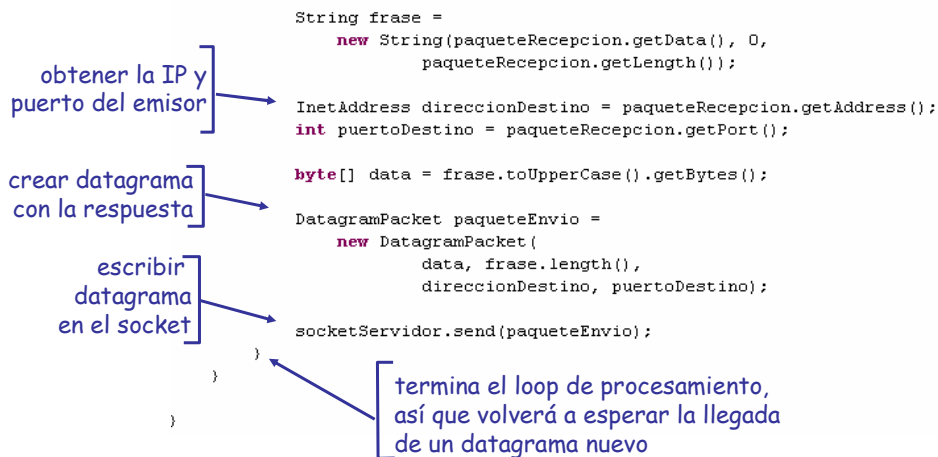 String frase =
new String(paqueteRecepcion.getData(), 0,
paqueteRecepcion.getLength());
obtener la IP y
puerto del emisor
InetAddress direccionDestino = paqueteRecepcion.getAddress();
int puertoDestino = paqueteRecepcion.getPort();
byte[] data = frase.toUpperCase().getBytes();
crear datagrama
con la respuesta
DatagramPacket paqueteEnvio =
new DatagramPacket(
data, frase.length(),
direccionDestino, puertoDestino);
escribir
datagrama
en el socket
socketServidor.send(paqueteEnvio);
}
}
}
termina el loop de procesamiento,
así que volverá a esperar la llegada
de un datagrama nuevo